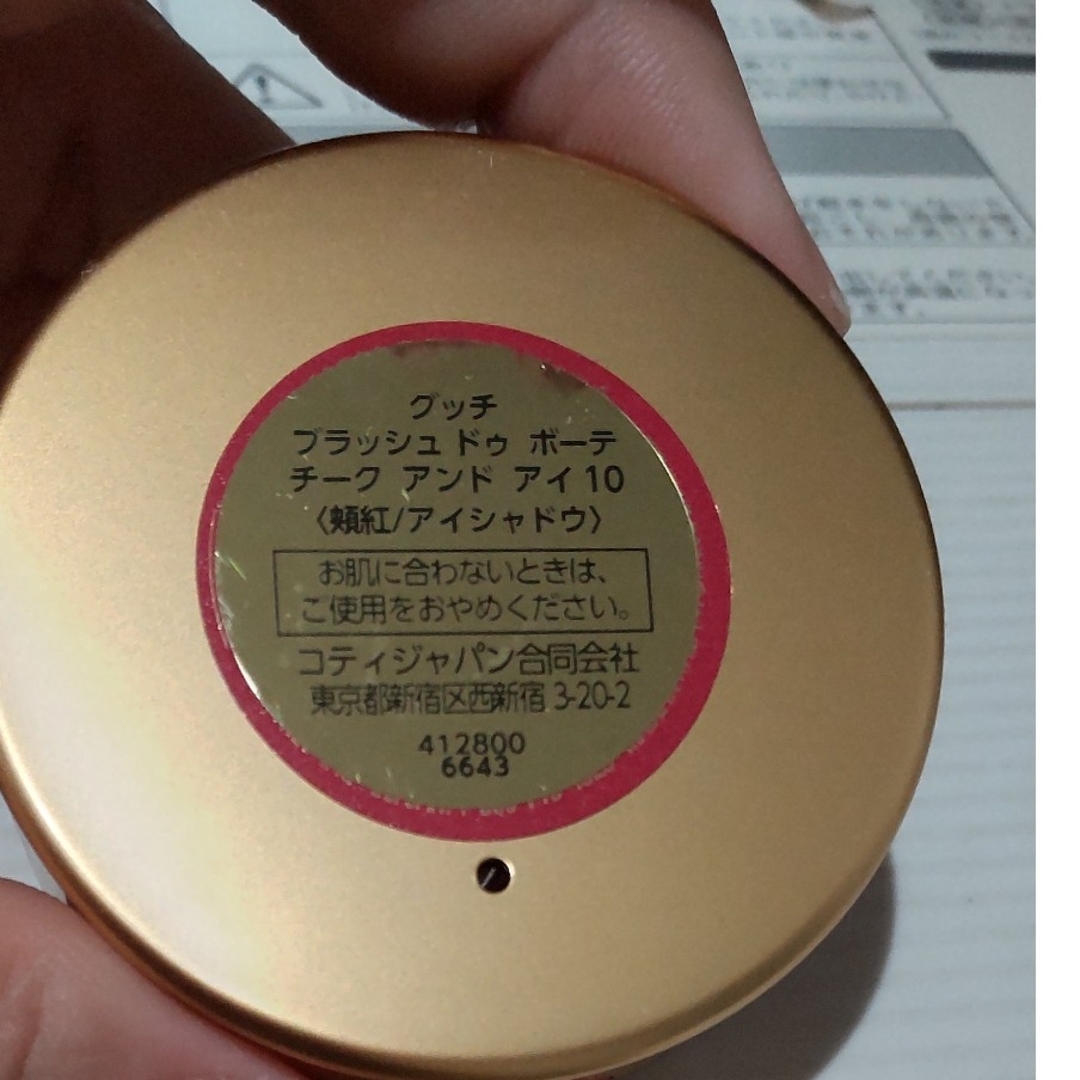 グッチ
ブラッシュ ドゥ ボーテ
チーク アンド アイ 10
〈頬紅/アイシャドウ〉
お肌に合わないときは、
ご使用をおやめください。
コティジャパン合同会社
東京都新宿区西新宿 3-20-2
412800
6643